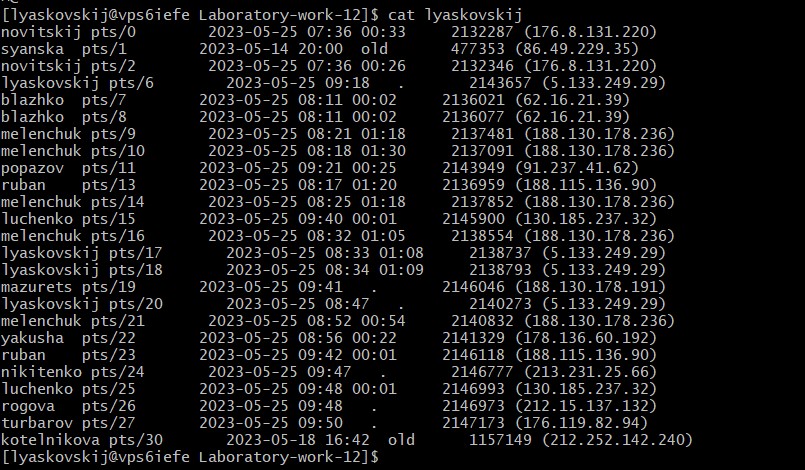 [lyaskovskij@vps6iefe Laboratory-work-12]$ cat lyaskovskij
novitskij pts/0 2023-05-25 07:36 00:33 2132287 (176.8.131.220)
syanska pts/1 2023-05-14 20:00 old 477353 (86.49.229.35)
novitskij pts/2 2023-05-25 07:36 00:26 2132346 (176.8.131.220)
lyaskovskij pts/6 2023-05-25 09:18 . 2143657 (5.133.249.29)
blazhko pts/7 2023-05-25 08:11 00:02 2136021 (62.16.21.39)
blazhko pts/8 2023-05-25 08:11 00:02 2136077 (62.16.21.39)
melenchuk pts/9 2023-05-25 08:21 01:18 2137481 (188.130.178.236)
melenchuk pts/10 2023-05-25 08:18 01:30 2137091 (188.130.178.236)
popazov pts/11 2023-05-25 09:21 00:25 2143949 (91.237.41.62)
ruban pts/13 2023-05-25 08:17 01:20 2136959 (188.115.136.90)
melenchuk pts/14 2023-05-25 08:25 01:18 2137852 (188.130.178.236)
luchenko pts/15 2023-05-25 09:40 00:01 2145900 (130.185.237.32)
melenchuk pts/16 2023-05-25 08:32 01:05 2138554 (188.130.178.236)
lyaskovskij pts/17 2023-05-25 08:33 01:08 2138737 (5.133.249.29)
lyaskovskij pts/18 2023-05-25 08:34 01:09 2138793 (5.133.249.29)
mazurets pts/19 2023-05-25 09:41 . 2146046 (188.130.178.191)
lyaskovskij pts/20 2023-05-25 08:47 . 2140273 (5.133.249.29)
melenchuk pts/21 2023-05-25 08:52 00:54 2140832 (188.130.178.236)
yakusha pts/22 2023-05-25 08:56 00:22 2141329 (178.136.60.192)
ruban pts/23 2023-05-25 09:42 00:01 2146118 (188.115.136.90)
nikitenko pts/24 2023-05-25 09:47 . 2146777 (213.231.25.66)
luchenko pts/25 2023-05-25 09:48 00:01 2146993 (130.185.237.32)
rogova pts/26 2023-05-25 09:48 . 2146973 (212.15.137.132)
turbarov pts/27 2023-05-25 09:50 . 2147173 (176.119.82.94)
kotelnikova pts/30 2023-05-18 16:42 old 1157149 (212.252.142.240)
[lyaskovskij@vps6iefe Laboratory-work-12]$